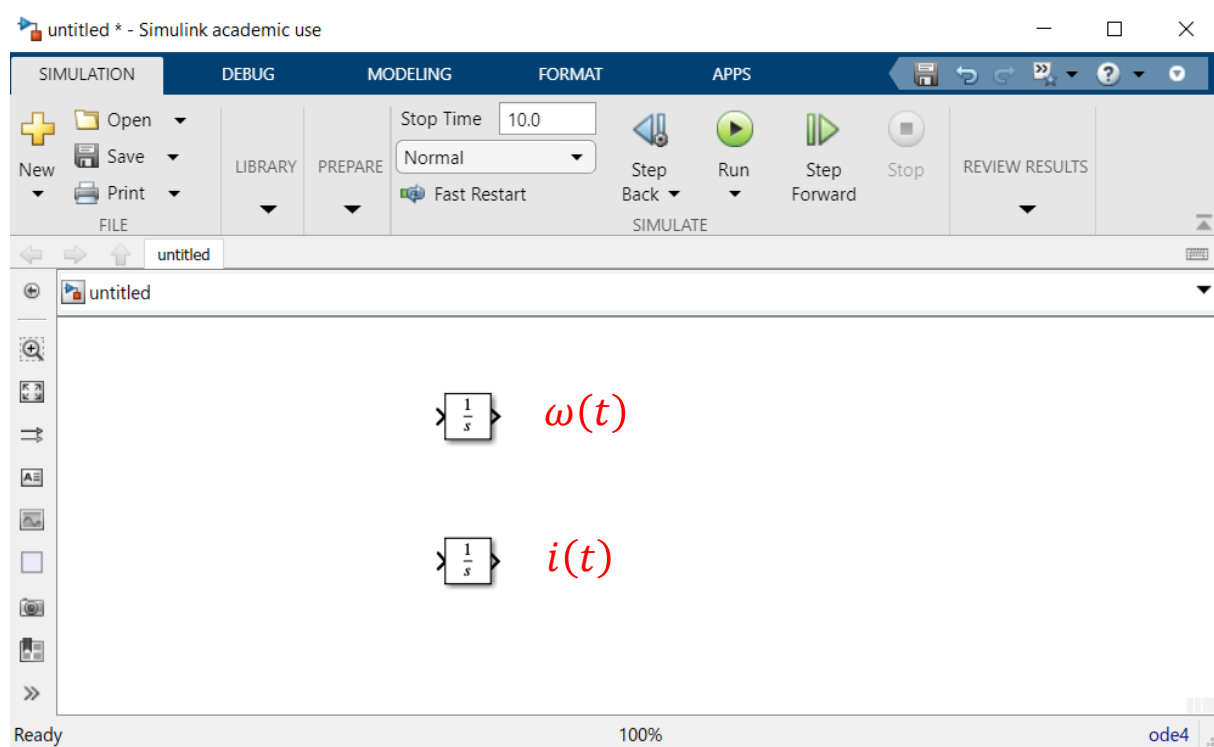 untitled * - Simulink academic use
SIMULATION DEBUG MODELING FORMAT APPS
New
Open
Save
Print
FILE
LIBRARY
PREPARE
Stop Time 10.0
Normal
Fast Restart
Step Back
Run
Step Forward
Stop
SIMULATE
REVIEW RESULTS
untitled
untitled
1
s
ω(t)
1
s
i(t)
Ready 100% ode4